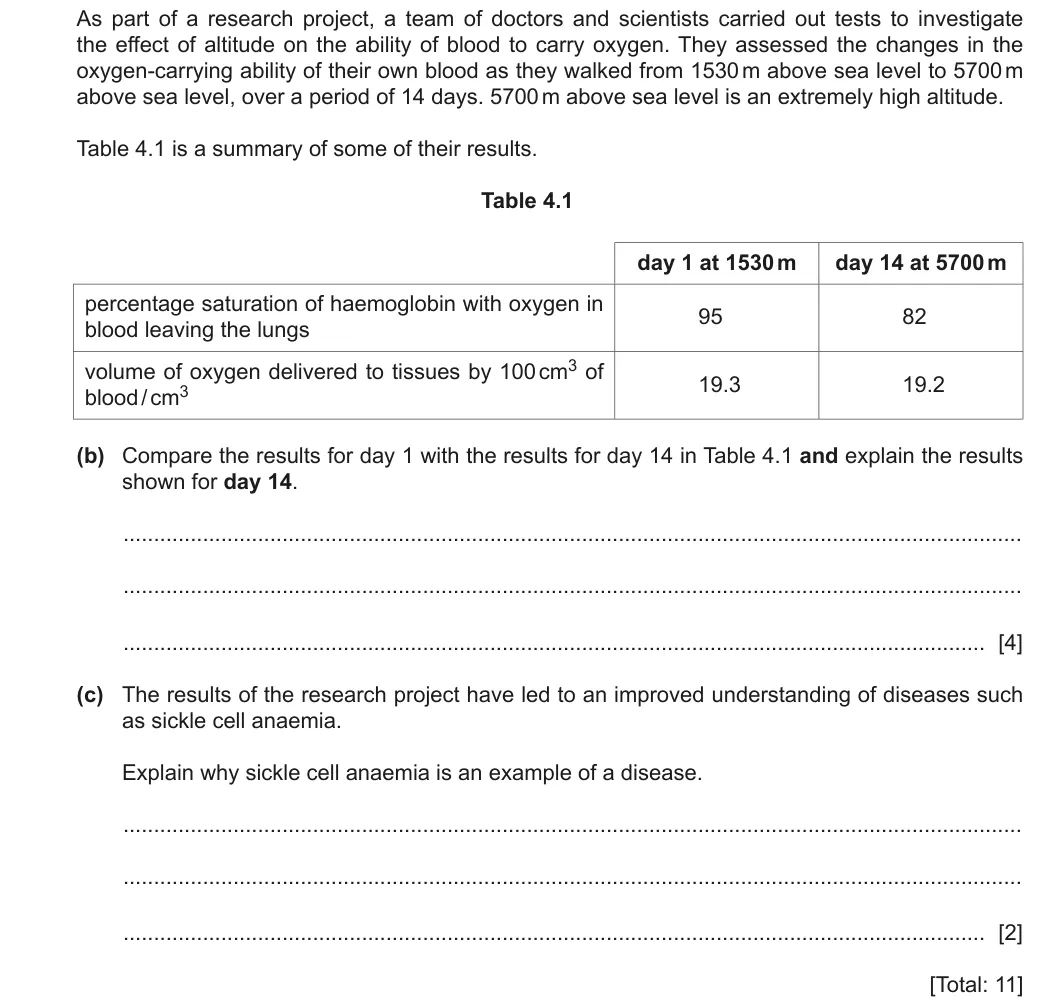 As part of a research project, a team of doctors and scientists carried out tests to investigate
the effect of altitude on the ability of blood to carry oxygen. They assessed the changes in the
oxygen-carrying ability of their own blood as they walked from 1530 m above sea level to 5700 m
above sea level, over a period of 14 days. 5700 m above sea level is an extremely high altitude.
Table 4.1 is a summary of some of their results.
Table 4.1
day 1 at 1530 m day 14 at 5700 m
percentage saturation of haemoglobin with oxygen in
blood leaving the lungs 95 82
volume of oxygen delivered to tissues by 100 cm³ of
blood / cm³ 19.3 19.2
(b) Compare the results for day 1 with the results for day 14 in Table 4.1 and explain the results
shown for day 14.
[4]
(c) The results of the research project have led to an improved understanding of diseases such
as sickle cell anaemia.
Explain why sickle cell anaemia is an example of a disease.
[2]
[Total: 11]